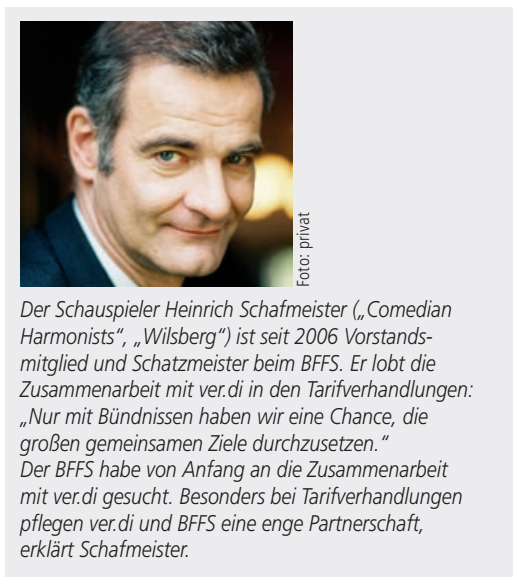 Foto: privat
Der Schauspieler Heinrich Schafmeister („Comedian
Harmonists“, „Wilsberg“) ist seit 2006 Vorstands-
mitglied und Schatzmeister beim BFFS. Er lobt die
Zusammenarbeit mit ver.di in den Tarifverhandlungen:
„Nur mit Bündnissen haben wir eine Chance, die
großen gemeinsamen Ziele durchzusetzen.“
Der BFFS habe von Anfang an die Zusammenarbeit
mit ver.di gesucht. Besonders bei Tarifverhandlungen
pflegen ver.di und BFFS eine enge Partnerschaft,
erklärt Schafmeister.